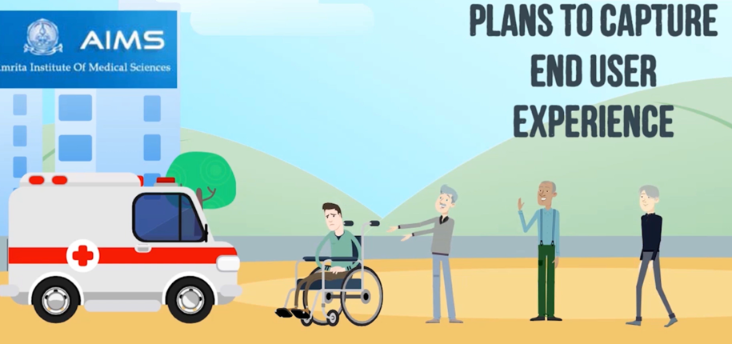 AIMS
mrita Institute Of Medical Sciences
PLANS TO CAPTURE
END USER
EXPERIENCE